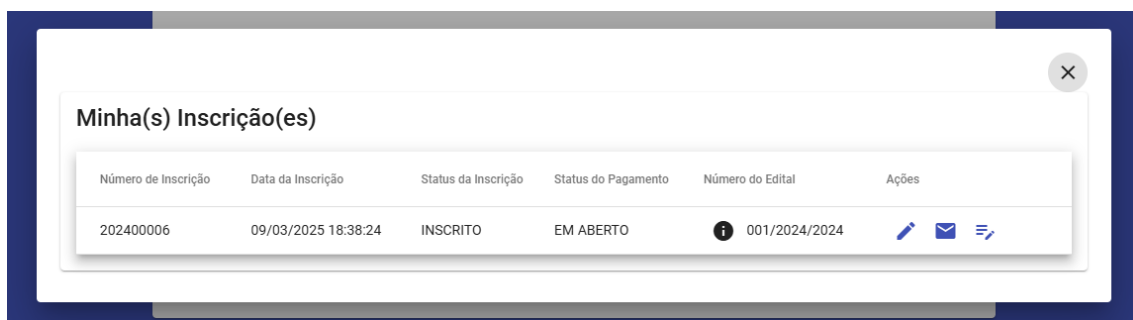 Minha(s) Inscrição(es)
Número de Inscrição Data da Inscrição Status da Inscrição Status do Pagamento Número do Edital Ações
202400006 09/03/2025 18:38:24 INSCRITO EM ABERTO 001/2024/2024